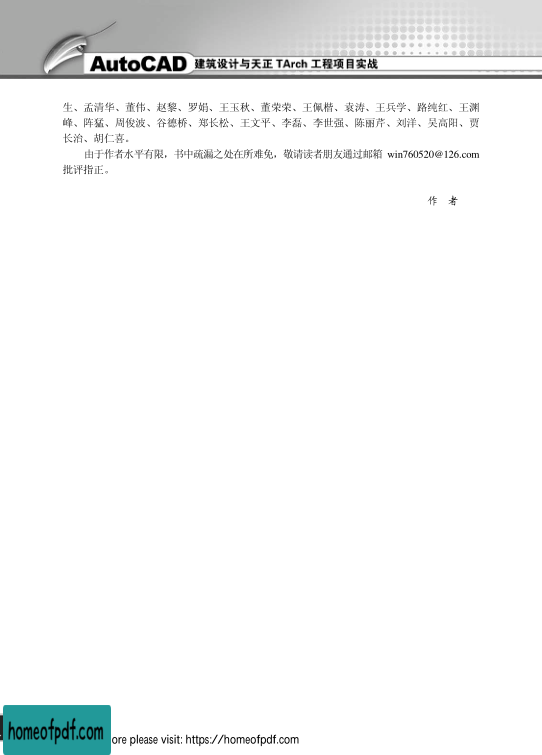 AutoCAD 建筑设计与天正 TArch 工程项目实战
生、孟清华、董伟、赵黎、罗娟、王玉秋、董荣荣、王佩楷、袁涛、王兵学、路纯红、王渊
峰、阵猛、周俊波、谷德桥、郑长松、王文平、李磊、李世强、陈丽芹、刘洋、吴高阳、贾
长治、胡仁喜。
由于作者水平有限，书中疏漏之处在所难免，敬请读者朋友通过邮箱 win760520@126.com
批评指正。
作 者
homeofpdf.com
ore please visit: https://homeofpdf.com